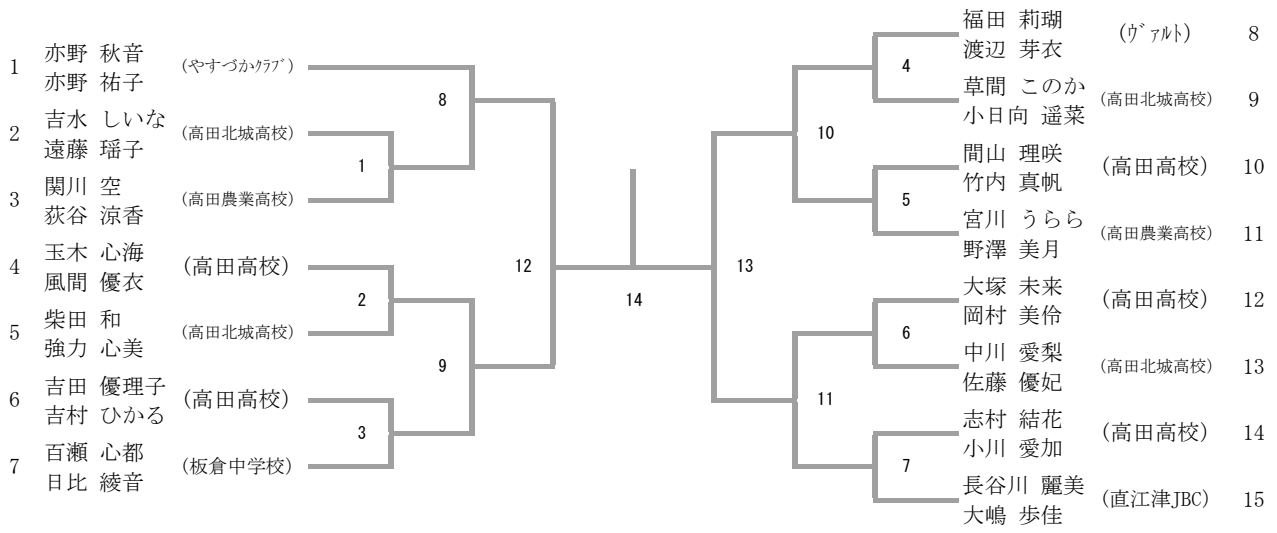 1 亦野 秋音 (やすづかｸﾗﾌﾞ)
亦野 祐子
2 吉水 しいな (高田北城高校)
遠藤 瑶子
3 関川 空 (高田農業高校)
荻谷 涼香
4 玉木 心海 (高田高校)
風間 優衣
5 柴田 和 (高田北城高校)
強力 心美
6 吉田 優理子 (高田高校)
吉村 ひかる
7 百瀬 心都 (板倉中学校)
日比 綾音
8
1
2
9
3
12
14
13
4
10
5
6
11
7
福田 莉瑚 (ヴｧﾙﾄ) 8
渡辺 芽衣
草間 このか (高田北城高校) 9
小日向 遥菜
間山 理咲 (高田高校) 10
竹内 真帆
宮川 うらら (高田農業高校) 11
野澤 美月
大塚 未来 (高田高校) 12
岡村 美伶
中川 愛梨 (高田北城高校) 13
佐藤 優妃
志村 結花 (高田高校) 14
小川 愛加
長谷川 麗美 (直江津JBC) 15
大嶋 歩佳